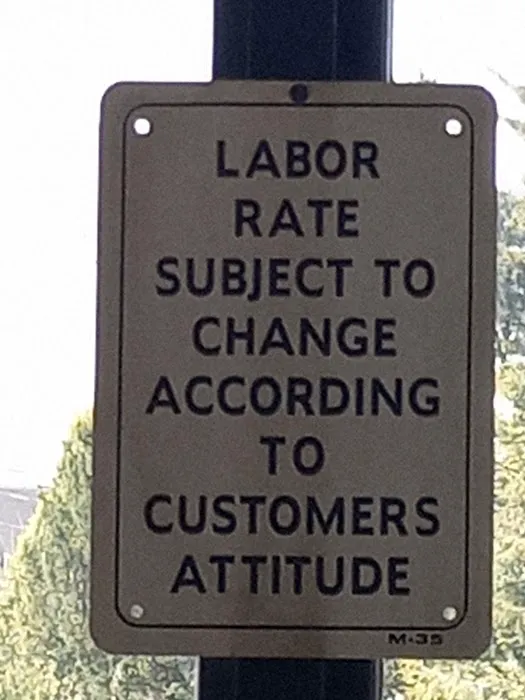 LABOR
RATE
SUBJECT TO
CHANGE
ACCORDING
TO
CUSTOMERS
ATTITUDE
M-35